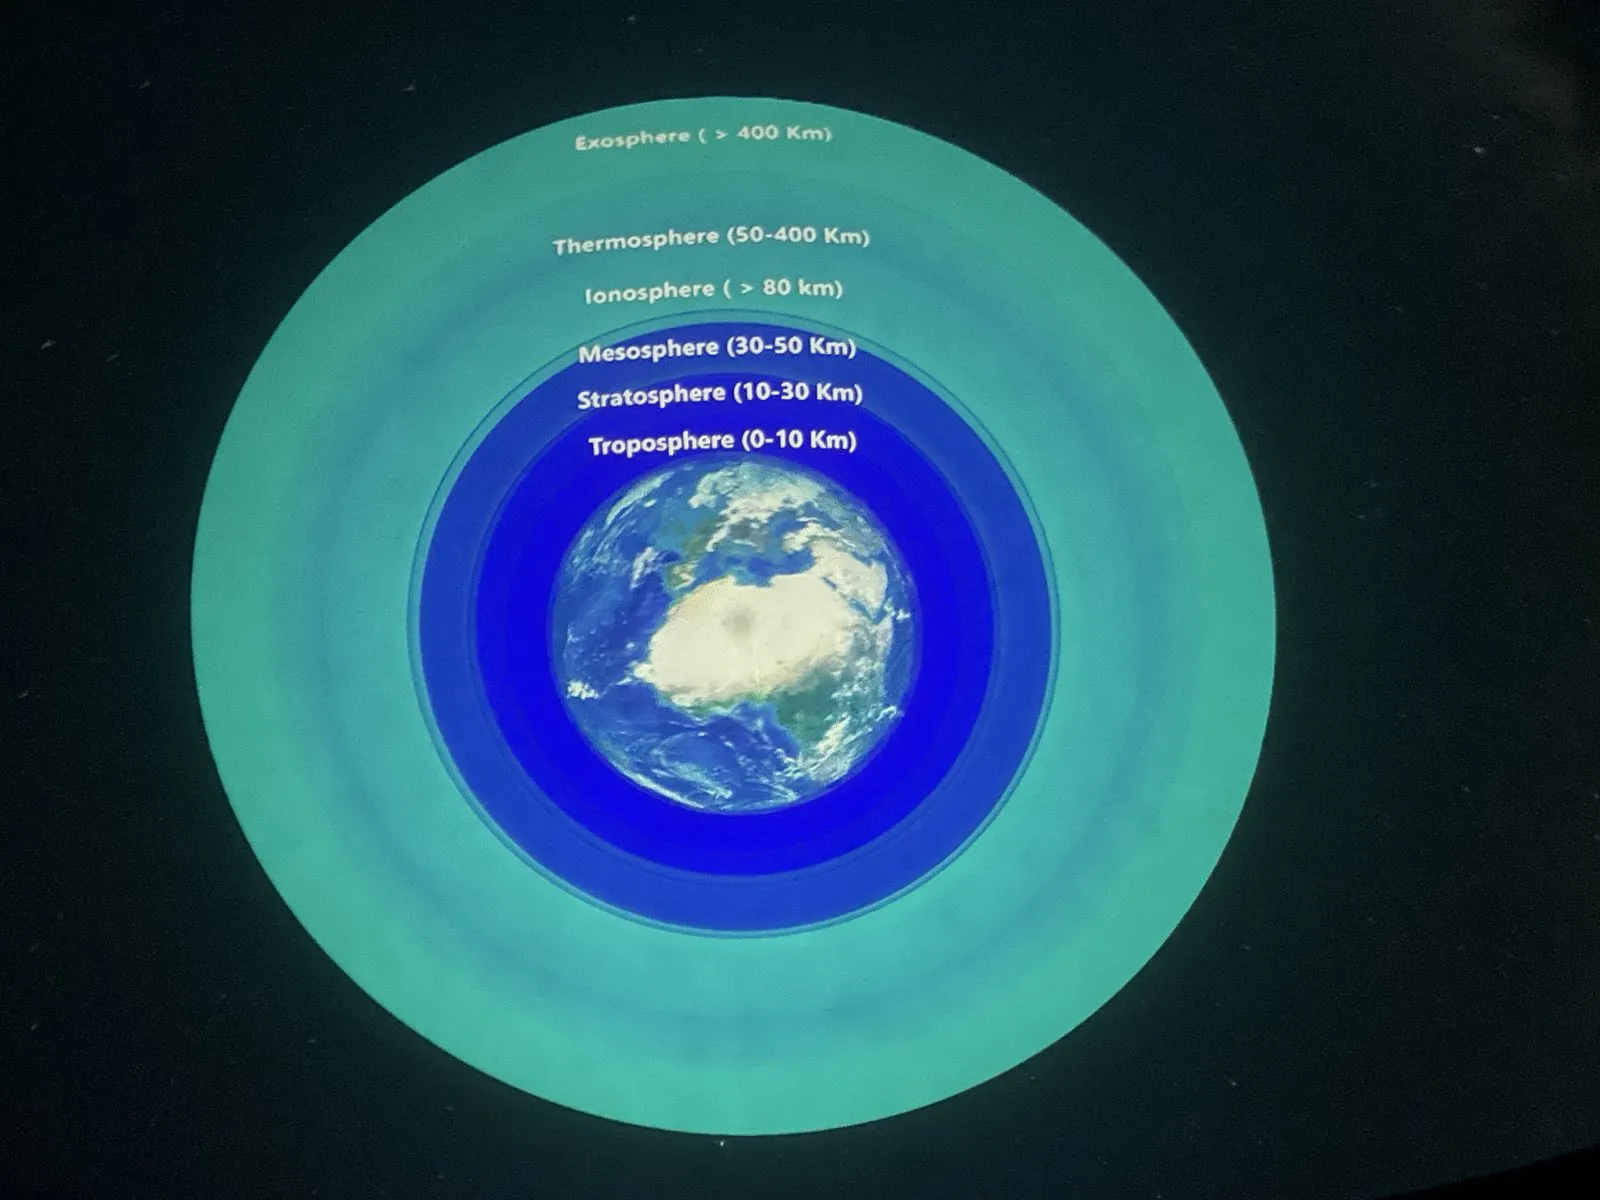 Exosphere ( > 400 Km)
Thermosphere (50-400 Km)
Ionosphere ( > 80 km)
Mesosphere (30-50 Km)
Stratosphere (10-30 Km)
Troposphere (0-10 Km)